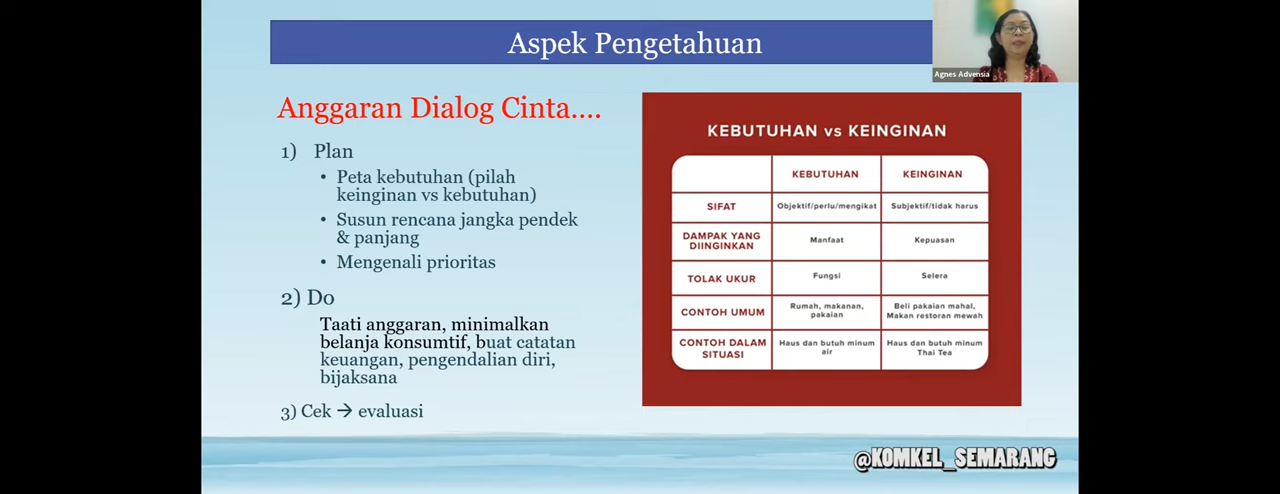 Aspek Pengetahuan
Agnes Advensia
Anggaran Dialog Cinta....
1) Plan
• Peta kebutuhan (pilah
keinginan vs kebutuhan)
• Susun rencana jangka pendek
& panjang
• Mengenali prioritas
2) Do
Taati anggaran, minimalkan
belanja konsumtif, buat catatan
keuangan, pengendalian diri,
bijaksana
3) Cek → evaluasi
KEBUTUHAN vs KEINGINAN
KEBUTUHAN KEINGINAN
SIFAT Objektif/perlu/mengikat Subjektif/tidak harus
DAMPAK YANG
DIINGINKAN Manfaat Kepuasan
TOLAK UKUR Fungsi Selera
CONTOH UMUM Rumah, makanan,
pakaian Beli pakaian mahal,
Makan restoran mewah
CONTOH DALAM
SITUASI Haus dan butuh minum
air Haus dan butuh minum
Thai Tea
@KOMKEL_SEMARANG